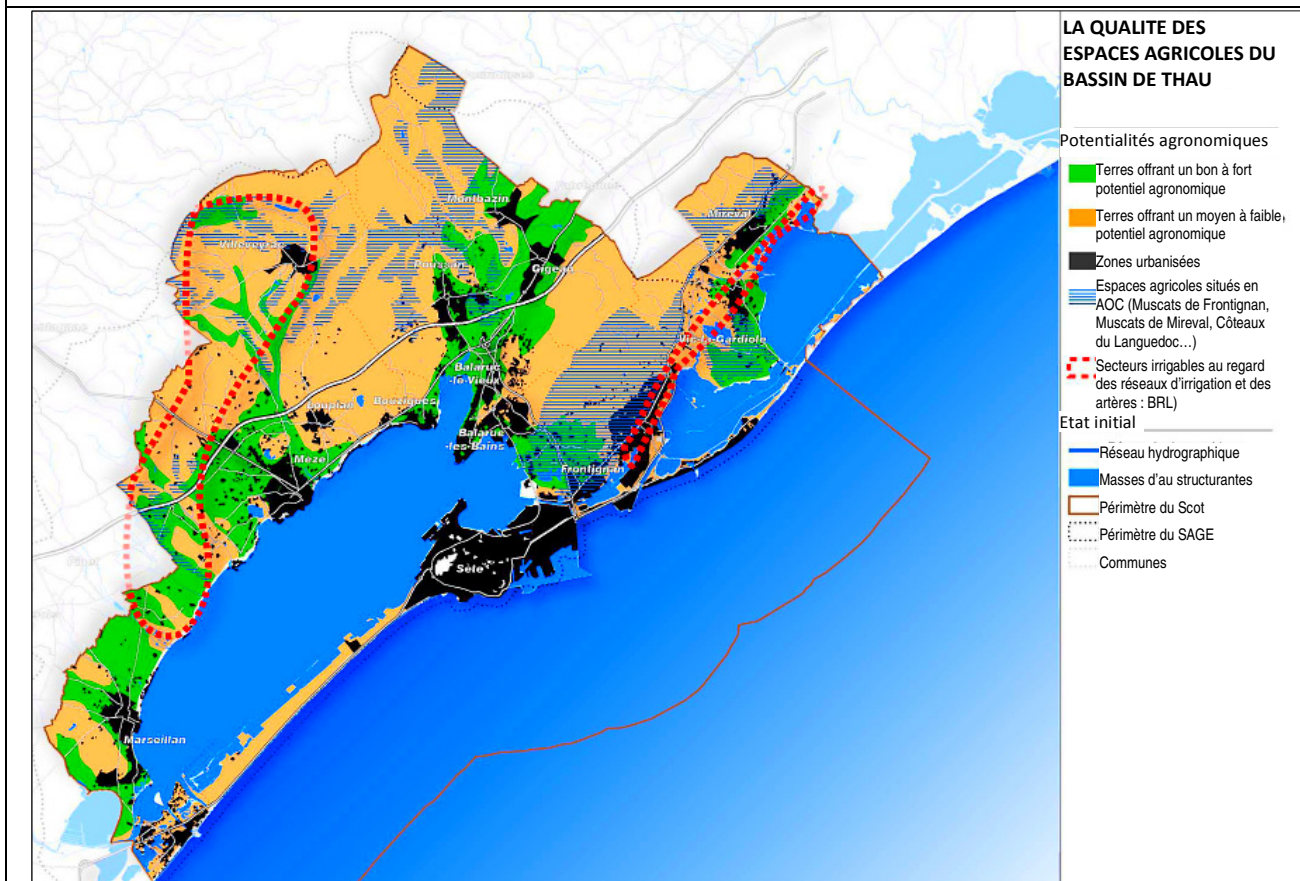 LA QUALITE DES
ESPACES AGRICOLES DU
BASSIN DE THAU
Potentialités agronomiques
Terres offrant un bon à fort
potentiel agronomique
Terres offrant un moyen à faible
potentiel agronomique
Zones urbanisées
Espaces agricoles situés en
AOC (Muscats de Frontignan,
Muscats de Mireval, Côteaux
du Languedoc...)
Secteurs irrigables au regard
des réseaux d'irrigation et des
artères : BRL)
Etat initial
Réseau hydrographique
Masses d'au structurantes
Périmètre du Scot
Périmètre du SAGE
Communes
Montbazin
Mireval
Villeveyrac
Poussan
Gigean
Vic-la-Gardiole
Balaruc
-le-Vieux
Loupian
Bouzigues
Balaruc
-les-Bains
Mèze
Frontignan
Sète
Marseillan